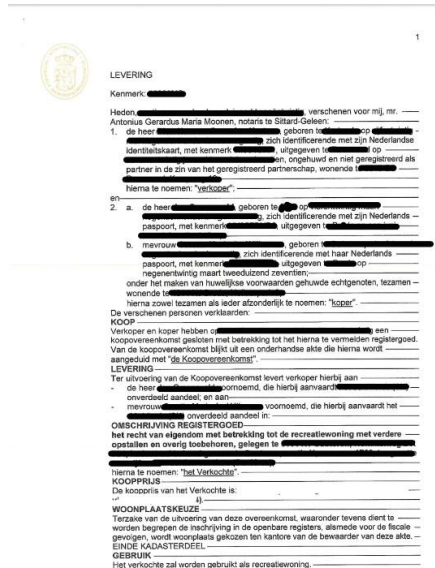 1
LEVERING
Kenmerk:
Heden, verschenen voor mij, mr.
Antonius Gerardus Maria Moonen, notaris te Sittard-Geleen:
1. de heer geboren te op
zich identificerende met zijn Nederlandse
identiteitskaart, met kenmerk uitgegeven te op
ongehuwd en niet geregistreerd als
partner in de zin van het geregistreerd partnerschap, wonende te
hierna te noemen: "verkoper";
en
2. a. de heer geboren te op
zich identificerende met zijn Nederlands
paspoort, met kenmerk uitgegeven te
b. mevrouw geboren
zich identificerende met haar Nederlands
paspoort, met kenmerk uitgegeven te op
negenentwintig maart tweeduizend zeventien;
onder het maken van huwelijkse voorwaarden gehuwde echtgenoten, tezamen
wonende te
hierna zowel tezamen als ieder afzonderlijk te noemen: "koper".
De verschenen personen verklaarden:
KOOP
Verkoper en koper hebben op een
koopovereenkomst gesloten met betrekking tot het hierna te vermelden registergoed.
Van de koopovereenkomst blijkt uit een onderhandse akte die hierna wordt
aangeduid met "de Koopovereenkomst".
LEVERING
Ter uitvoering van de Koopovereenkomst levert verkoper hierbij aan
- de heer voornoemd, die hierbij aanvaardt
onverdeeld aandeel; en aan
- mevrouw voornoemd, die hierbij aanvaardt het
onverdeeld aandeel in:
OMSCHRIJVING REGISTERGOED
het recht van eigendom met betrekking tot de recreatiewoning met verdere
opstallen en overig toebehoren, gelegen te
hierna te noemen: "het Verkochte".
KOOPPRIJS
De koopprijs van het Verkochte is:
WOONPLAATSKEUZE
Terzake van de uitvoering van deze overeenkomst, waaronder tevens dient te
worden begrepen de inschrijving in de openbare registers, alsmede voor de fiscale
gevolgen, wordt woonplaats gekozen ten kantore van de bewaarder van deze akte.
EINDE KADASTERDEEL
GEBRUIK
Het verkochte zal worden gebruikt als recreatiewoning.